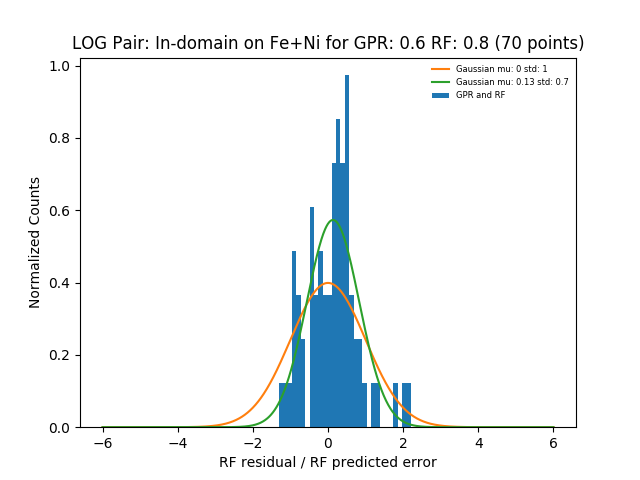 LOG Pair: In-domain on Fe+Ni for GPR: 0.6 RF: 0.8 (70 points)
Gaussian mu: 0 std: 1
Gaussian mu: 0.13 std: 0.7
GPR and RF
Normalized Counts
1.0
0.8
0.6
0.4
0.2
0.0
−6 −4 −2 0 2 4 6
RF residual / RF predicted error